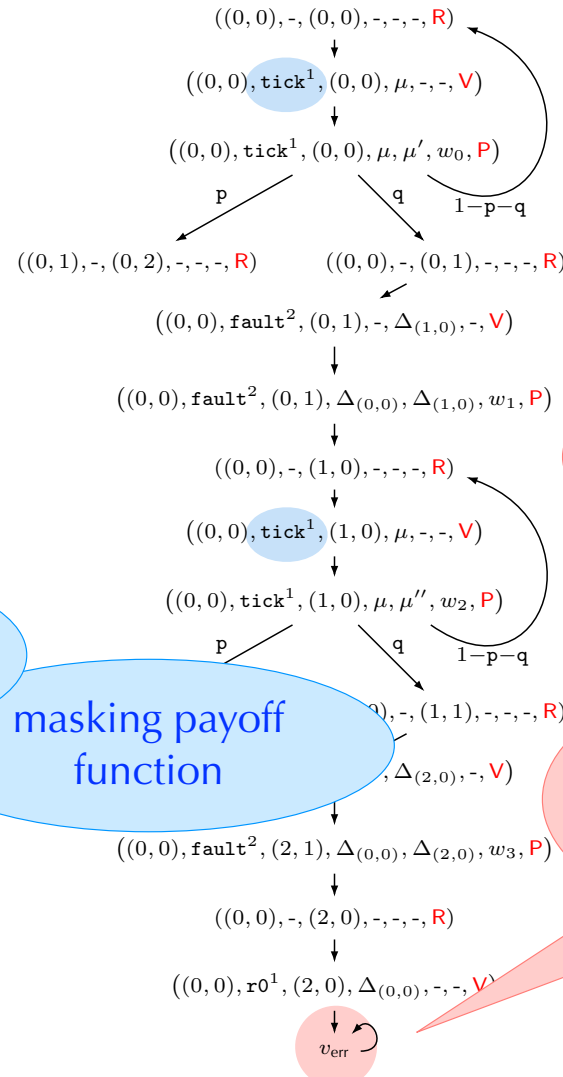 ((0, 0), -, (0, 0), -, -, -, R)
((0, 0), tick¹, (0, 0), μ, -, -, V)
((0, 0), tick¹, (0, 0), μ, μ′, w₀, P)
p q 1−p−q
((0, 1), -, (0, 2), -, -, -, R) ((0, 0), -, (0, 1), -, -, -, R)
((0, 0), fault², (0, 1), -, Δ₍₁,₀₎, -, V)
((0, 0), fault², (0, 1), Δ₍₀,₀₎, Δ₍₁,₀₎, w₁, P)
((0, 0), -, (1, 0), -, -, -, R)
((0, 0), tick¹, (1, 0), μ, -, -, V)
((0, 0), tick¹, (1, 0), μ, μ″, w₂, P)
p q 1−p−q
), -, (1, 1), -, -, -, R)
masking payoff
function
, Δ₍₂,₀₎, -, V)
((0, 0), fault², (2, 1), Δ₍₀,₀₎, Δ₍₂,₀₎, w₃, P)
((0, 0), -, (2, 0), -, -, -, R)
((0, 0), r0¹, (2, 0), Δ₍₀,₀₎, -, -, V)
v_err